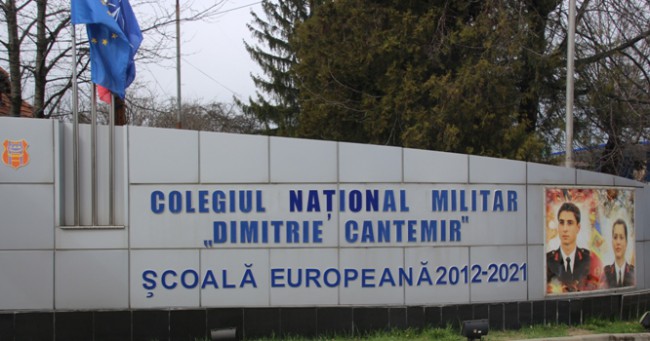 COLEGIUL NAȚIONAL MILITAR
„DIMITRIE CANTEMIR”
ȘCOALĂ EUROPEANĂ 2012-2021